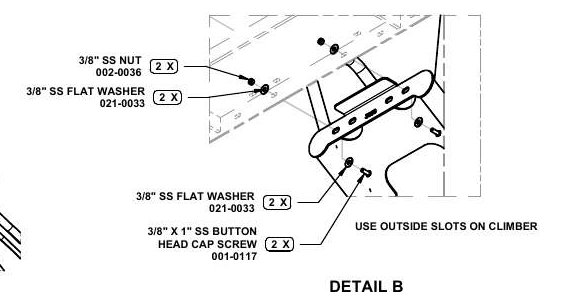 3/8" SS NUT
002-0036
2 X
3/8" SS FLAT WASHER
021-0033
2 X
3/8" SS FLAT WASHER
021-0033
2 X
3/8" X 1" SS BUTTON
HEAD CAP SCREW
001-0117
2 X
USE OUTSIDE SLOTS ON CLIMBER
DETAIL B